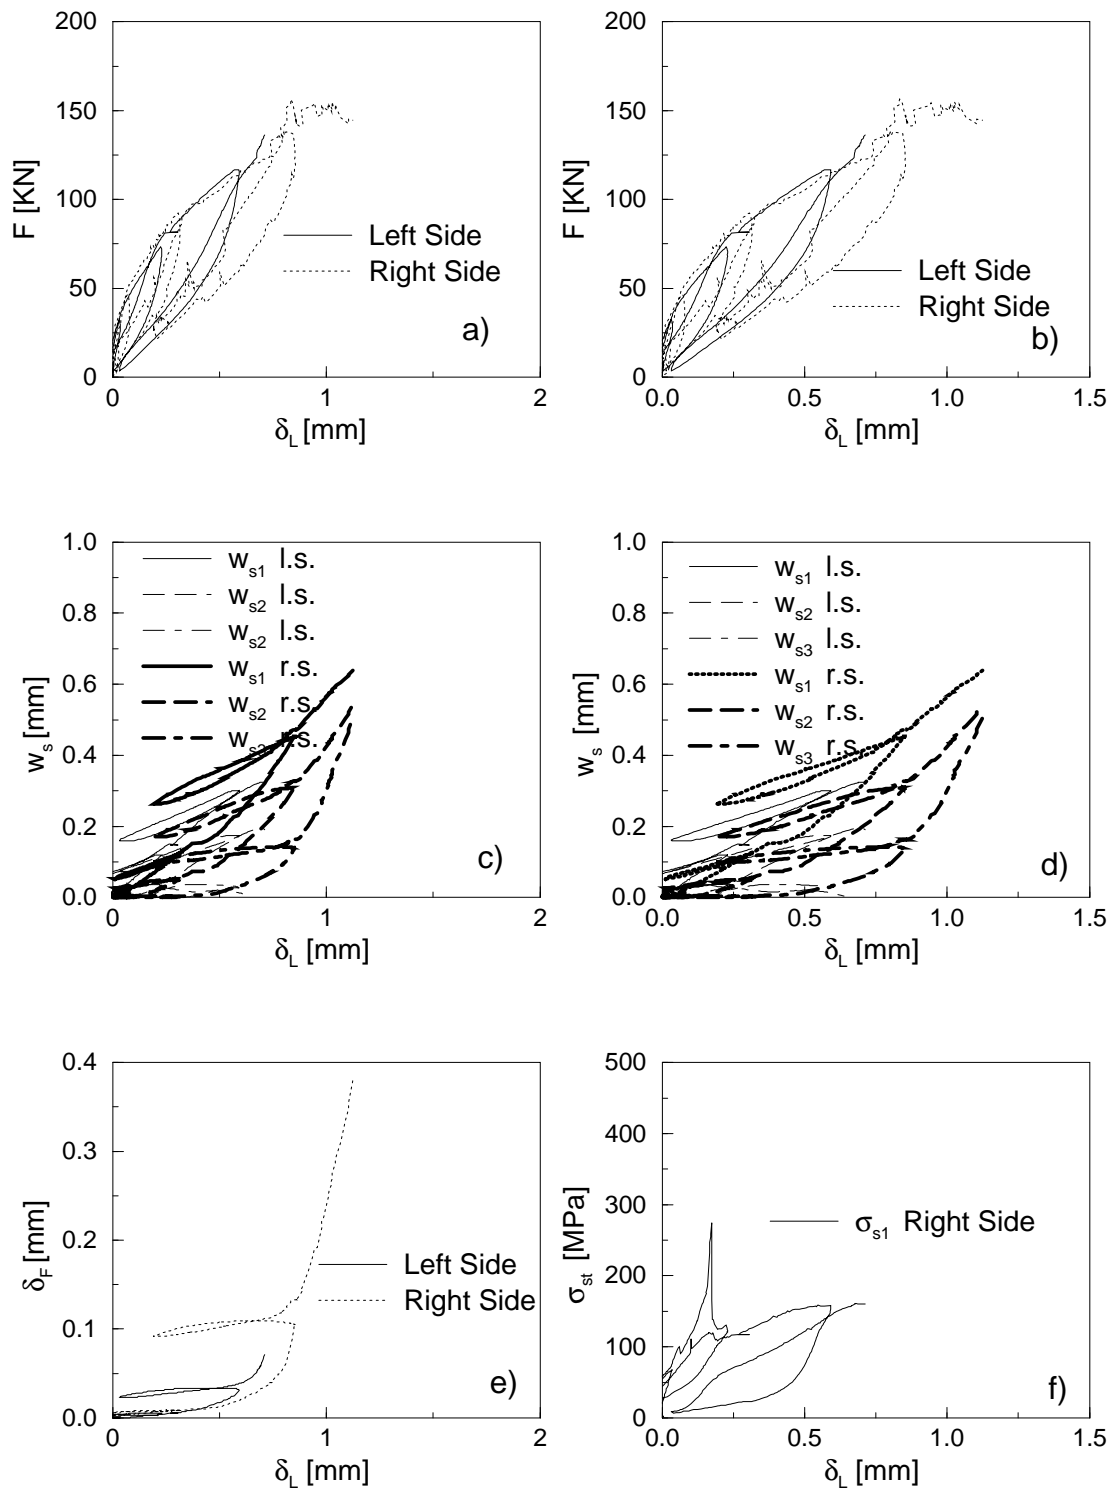 200
150
100
50
0
F [KN]
Left Side
Right Side
a)
0
1
2
δL [mm]
200
150
100
50
0
F [KN]
Left Side
Right Side
b)
0.0
0.5
1.0
1.5
δL [mm]
1.0
0.8
0.6
0.4
0.2
0.0
ws [mm]
ws1 l.s.
ws2 l.s.
ws2 l.s.
ws1 r.s.
ws2 r.s.
r.s.
c)
0
1
2
δL [mm]
1.0
0.8
0.6
0.4
0.2
0.0
ws [mm]
ws1 l.s.
ws2 l.s.
ws3 l.s.
ws1 r.s.
ws2 r.s.
ws3 r.s.
d)
0.0
0.5
1.0
1.5
δL [mm]
0.4
0.3
0.2
0.1
0.0
δF [mm]
Left Side
Right Side
e)
0
1
2
δL [mm]
500
400
300
200
100
0
σst [MPa]
σs1 Right Side
f)
0.0
0.5
1.0
1.5
δL [mm]